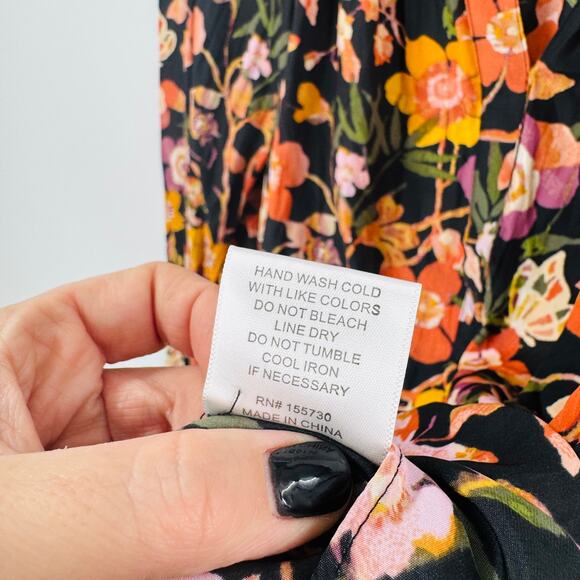 HAND WASH COLD
WITH LIKE COLORS
DO NOT BLEACH
LINE DRY
DO NOT TUMBLE
COOL IRON
IF NECESSARY
RN# 155730
MADE IN CHINA